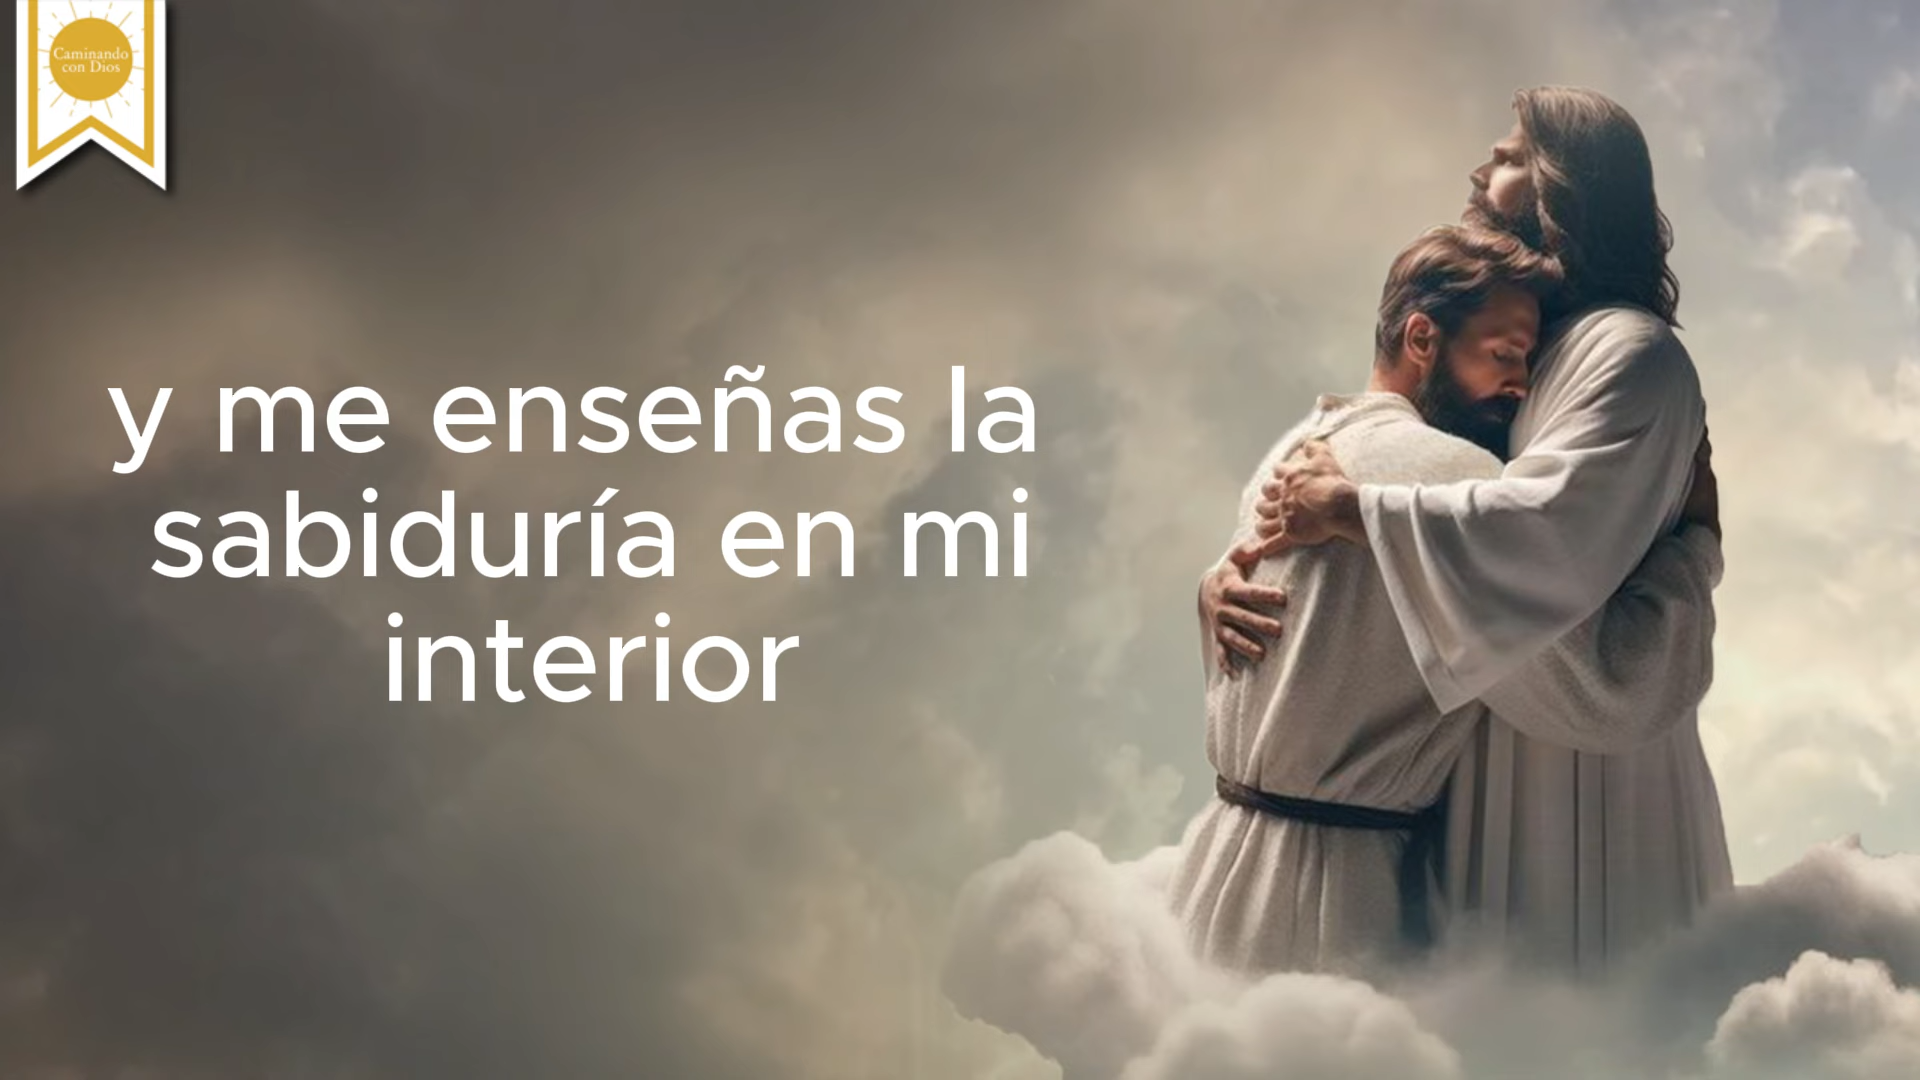 Caminando
con Dios
y me enseñas la
sabiduría en mi
interior